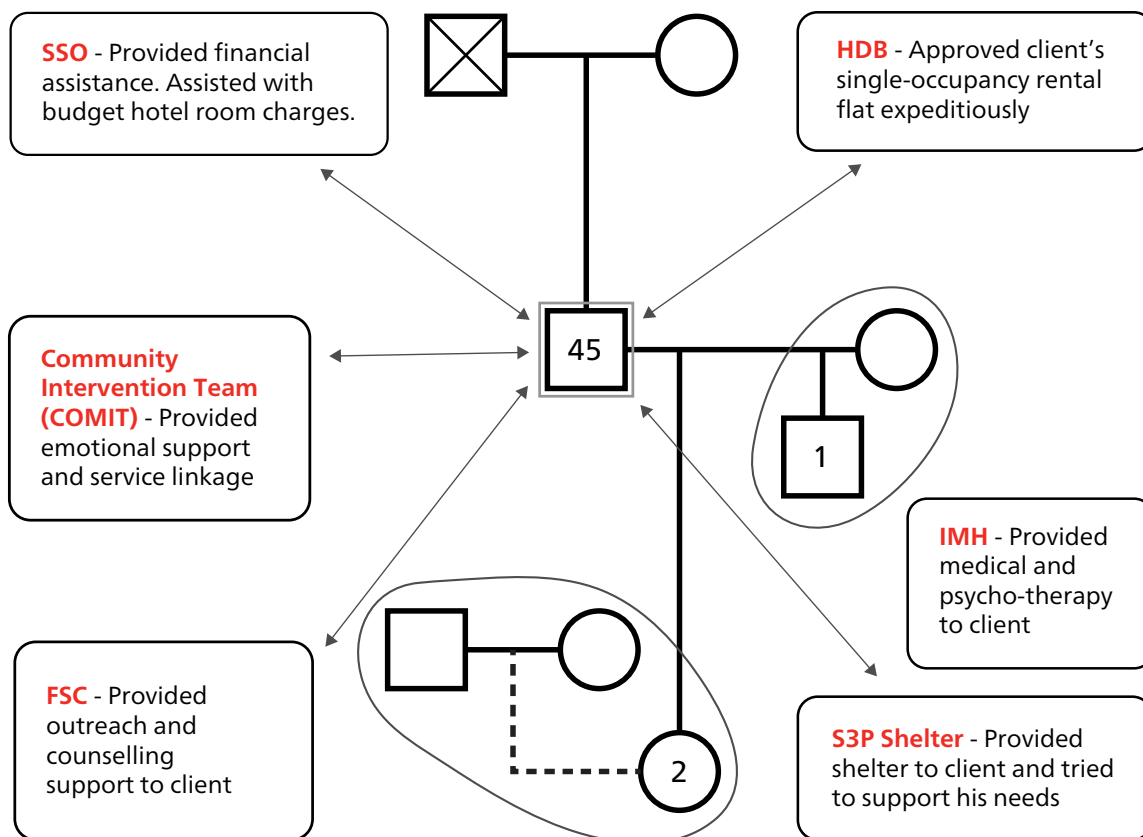 SSO - Provided financial
assistance. Assisted with
budget hotel room charges.
HDB - Approved client’s
single-occupancy rental
flat expeditiously
Community
Intervention Team
(COMIT) - Provided
emotional support
and service linkage
45
1
IMH - Provided
medical and
psycho-therapy
to client
FSC - Provided
outreach and
counselling
support to client
2
S3P Shelter - Provided
shelter to client and tried
to support his needs